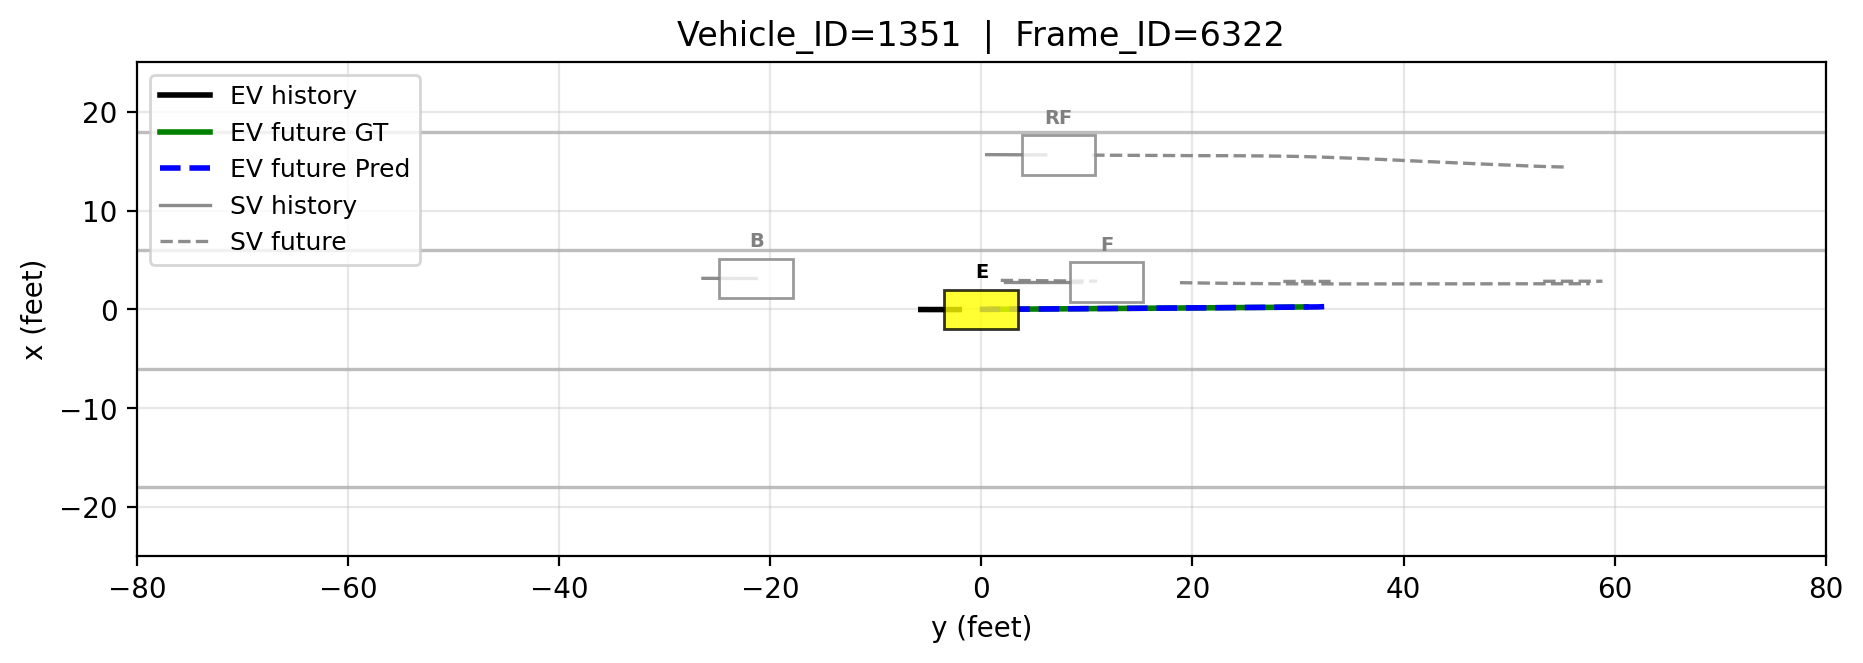 Vehicle_ID=1351 | Frame_ID=6322
EV history
EV future GT
EV future Pred
SV history
SV future
RF
B
F
E
20
10
0
−10
−20
x (feet)
−80
−60
−40
−20
0
20
40
60
80
y (feet)